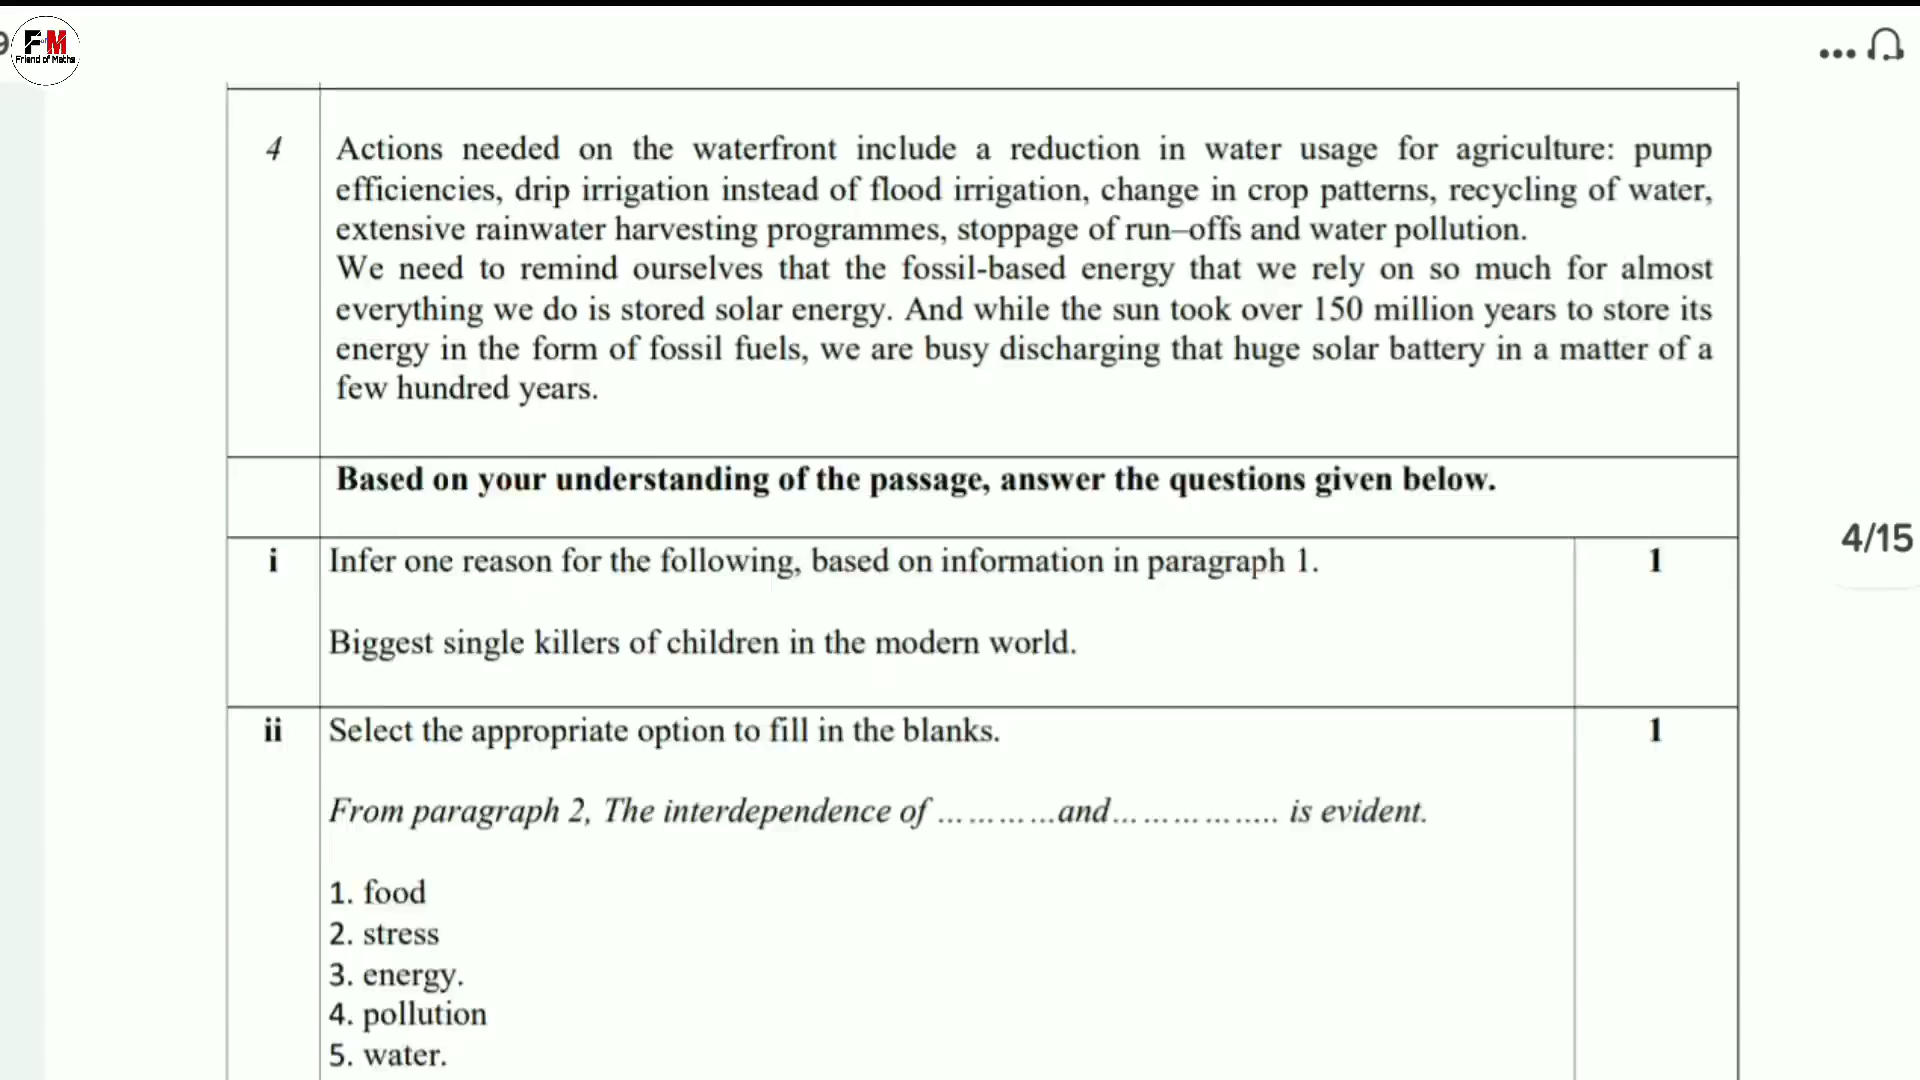 9
FM
Friend of Maths
4
Actions needed on the waterfront include a reduction in water usage for agriculture: pump
efficiencies, drip irrigation instead of flood irrigation, change in crop patterns, recycling of water,
extensive rainwater harvesting programmes, stoppage of run–offs and water pollution.
We need to remind ourselves that the fossil-based energy that we rely on so much for almost
everything we do is stored solar energy. And while the sun took over 150 million years to store its
energy in the form of fossil fuels, we are busy discharging that huge solar battery in a matter of a
few hundred years.
Based on your understanding of the passage, answer the questions given below.
i Infer one reason for the following, based on information in paragraph 1. 1
4/15
Biggest single killers of children in the modern world.
ii Select the appropriate option to fill in the blanks. 1
From paragraph 2, The interdependence of ............and.................. is evident.
1. food
2. stress
3. energy.
4. pollution
5. water.